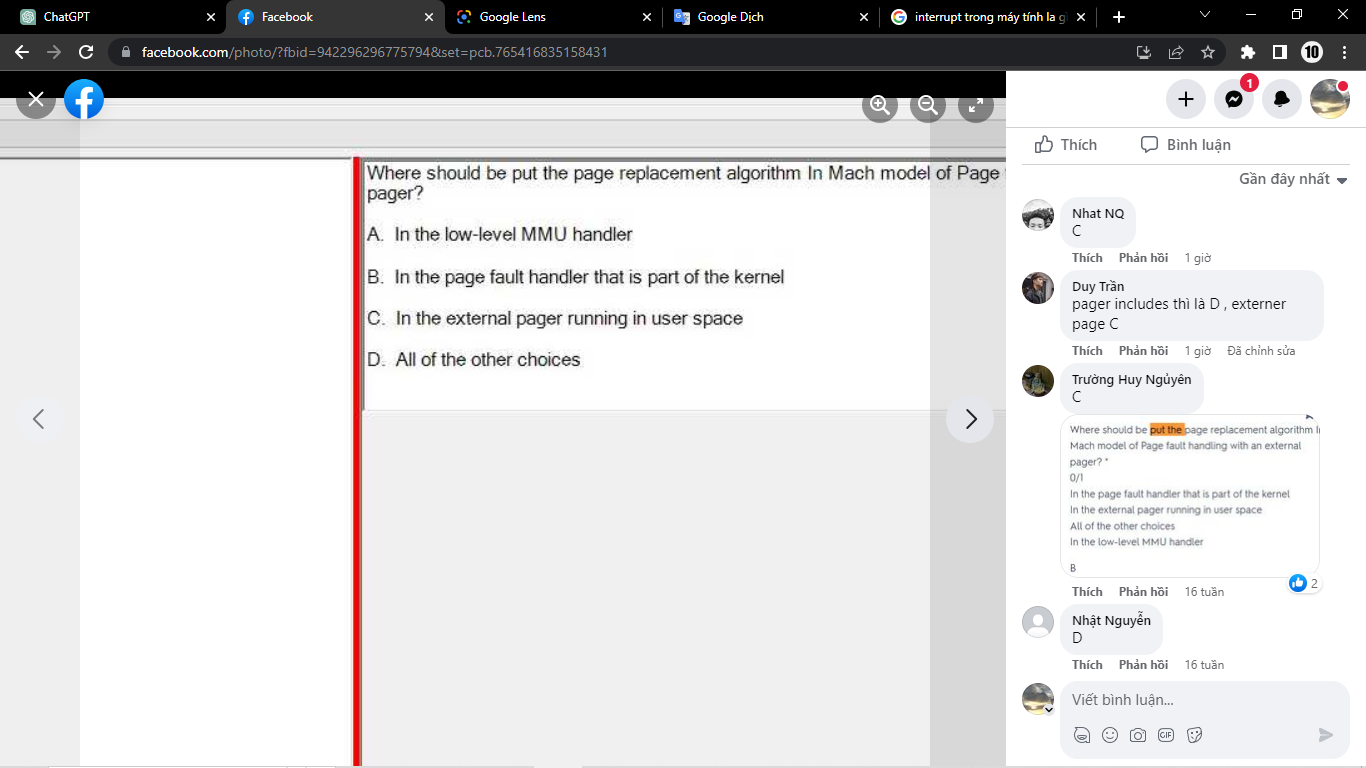 ChatGPT
Facebook
Google Lens
Google Dịch
interrupt trong máy tính la g
facebook.com/photo/?fbid=942296296775794&set=pcb.765416835158431
10
1
Where should be put the page replacement algorithm In Mach model of Page
pager?
A. In the low-level MMU handler
B. In the page fault handler that is part of the kernel
C. In the external pager running in user space
D. All of the other choices
Thích
Bình luận
Gần đây nhất
Nhat NQ
C
Thích Phản hồi 1 giờ
Duy Trần
pager includes thì là D , externer
page C
Thích Phản hồi 1 giờ Đã chỉnh sửa
Trường Huy Ngủyên
C
Where should be put the page replacement algorithm I
Mach model of Page fault handling with an external
pager? *
0/1
In the page fault handler that is part of the kernel
In the external pager running in user space
All of the other choices
In the low-level MMU handler
B
2
Thích Phản hồi 16 tuần
Nhật Nguyễn
D
Thích Phản hồi 16 tuần
Viết bình luận...
GIF